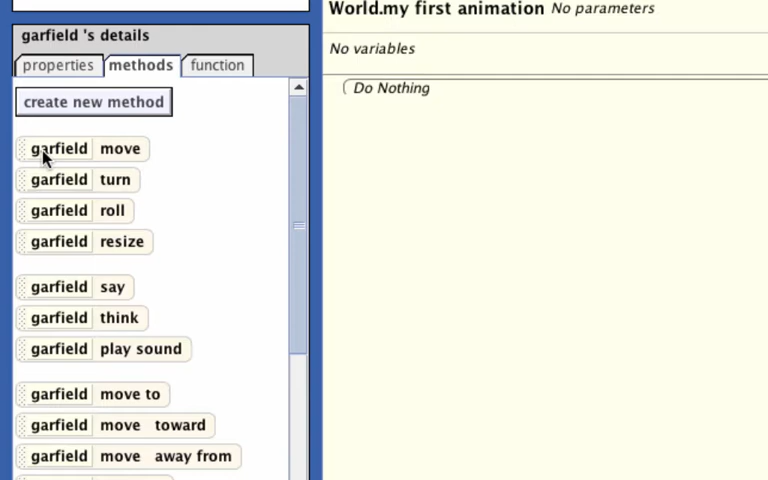 garfield 's details
properties methods function
create new method
garfield move
garfield turn
garfield roll
garfield resize
garfield say
garfield think
garfield play sound
garfield move to
garfield move toward
garfield move away from
World.my first animation No parameters
No variables
Do Nothing